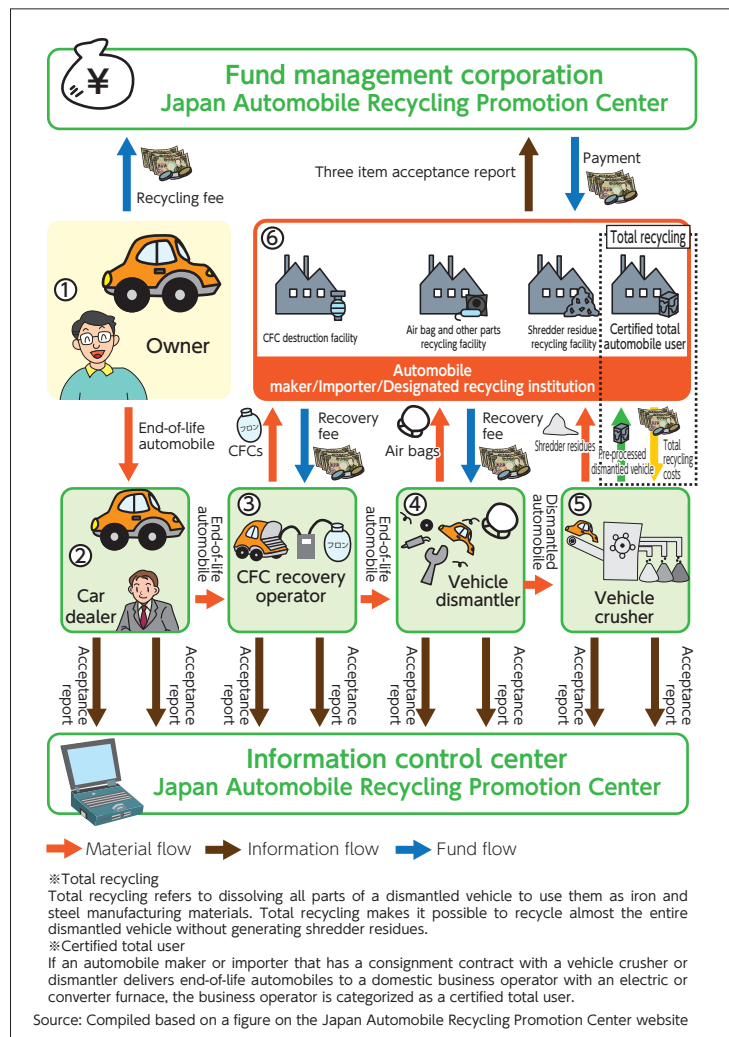 ¥
Fund management corporation
Japan Automobile Recycling Promotion Center
Recycling fee
Three item acceptance report
Payment
①
Owner
⑥
Total recycling
CFC destruction facility
Air bag and other parts
recycling facility
Shredder residue
recycling facility
Certified total
automobile user
Automobile
maker/Importer/Designated recycling institution
End-of-life
automobile
フロン
CFCs
Recovery
fee
Air bags
Recovery
fee
Shredder residues
Pre-processed
dismantled vehicle
Total
recycling
costs
②
Car
dealer
End-of-life
automobile
③
フロン
CFC recovery
operator
End-of-life
automobile
④
Vehicle
dismantler
Dismantled
automobile
⑤
Vehicle
crusher
Acceptance
report
Acceptance
report
Acceptance
report
Acceptance
report
Acceptance
report
Acceptance
report
Acceptance
report
Acceptance
report
Information control center
Japan Automobile Recycling Promotion Center
Material flow
Information flow
Fund flow
※Total recycling
Total recycling refers to dissolving all parts of a dismantled vehicle to use them as iron and
steel manufacturing materials. Total recycling makes it possible to recycle almost the entire
dismantled vehicle without generating shredder residues.
※Certified total user
If an automobile maker or importer that has a consignment contract with a vehicle crusher or
dismantler delivers end-of-life automobiles to a domestic business operator with an electric or
converter furnace, the business operator is categorized as a certified total user.
Source: Compiled based on a figure on the Japan Automobile Recycling Promotion Center website